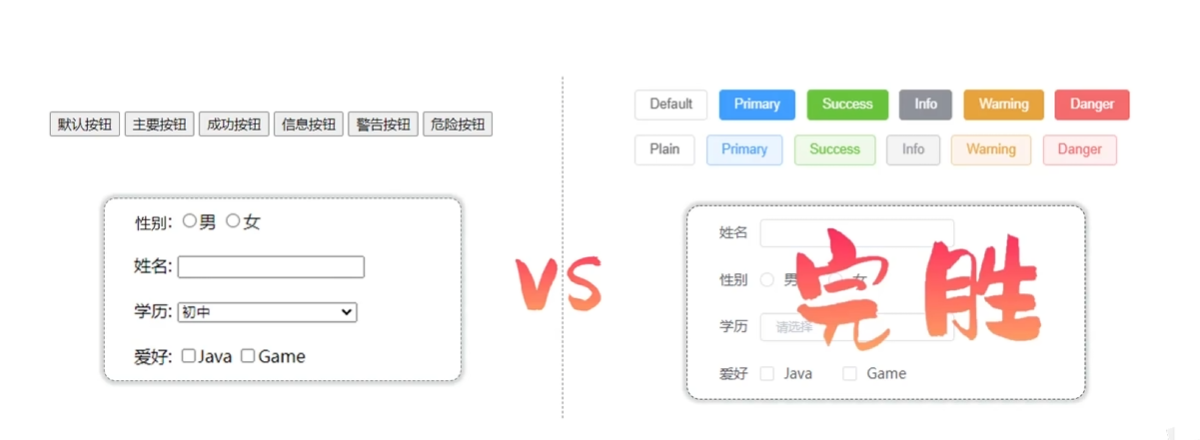 默认按钮 主要按钮 成功按钮 信息按钮 警告按钮 危险按钮
性别: 男 女
姓名:
学历: 初中
爱好: Java Game
VS
Default Primary Success Info Warning Danger
Plain Primary Success Info Warning Danger
姓名
性别 男 女
学历 请选择
爱好 Java Game
完胜